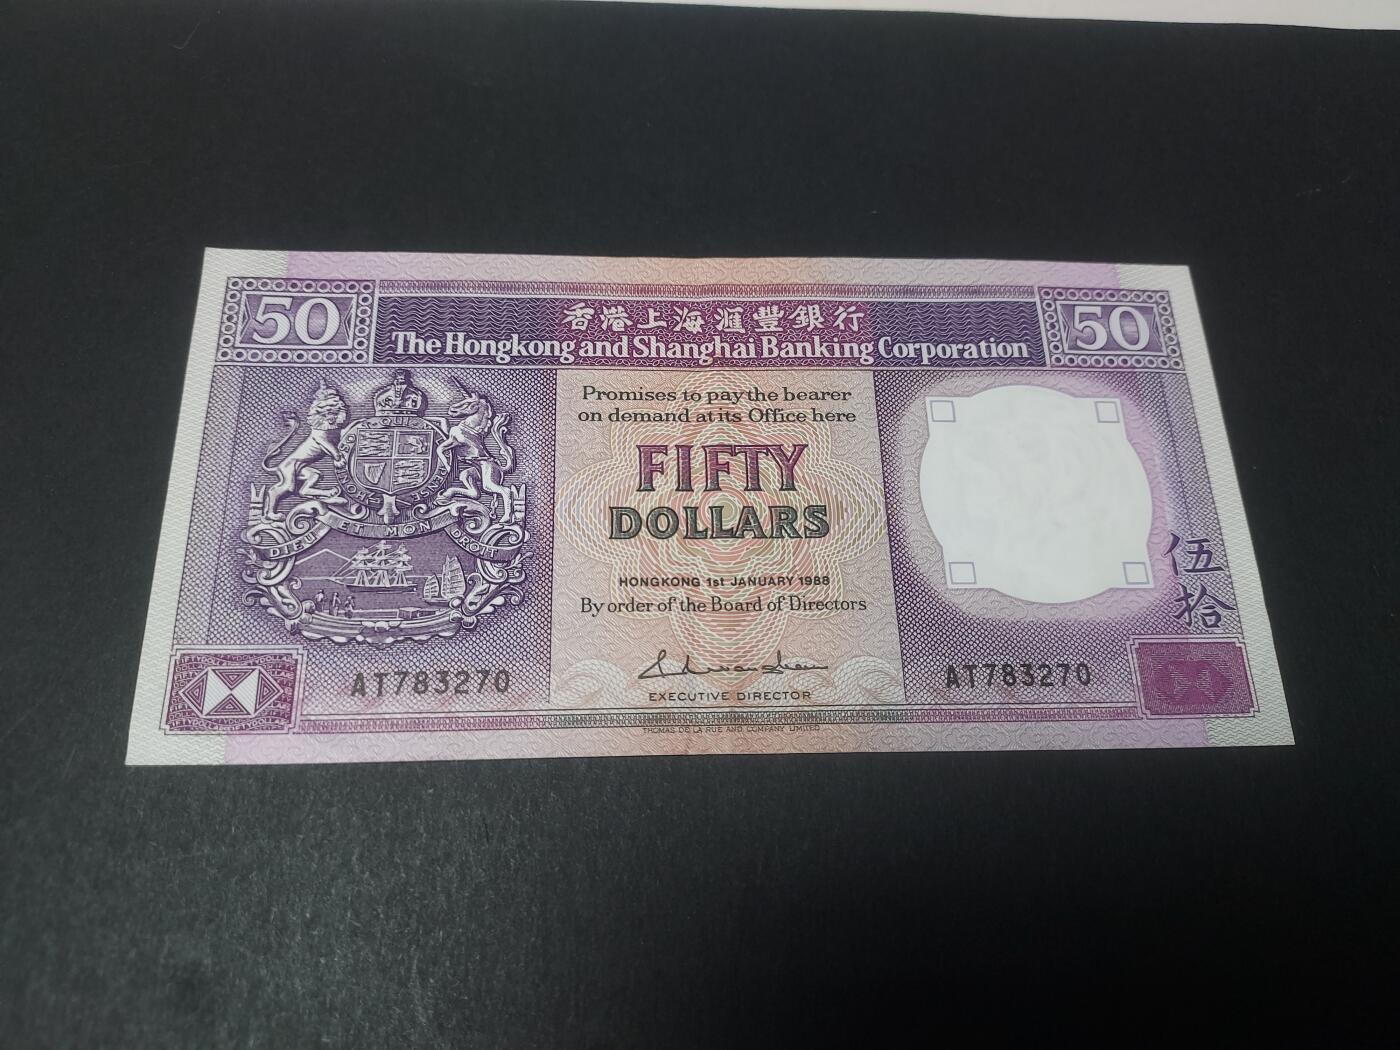 50
香港上海滙豐銀行
50
The Hongkong and Shanghai Banking Corporation
Promises to pay the bearer
on demand at its Office here
FIFTY
DOLLARS
HONGKONG 1st JANUARY 1988
By order of the Board of Directors
DIEU ET MON DROIT
伍拾
AT783270
EXECUTIVE DIRECTOR
AT783270
THOMAS DE LA RUE AND COMPANY LIMITED